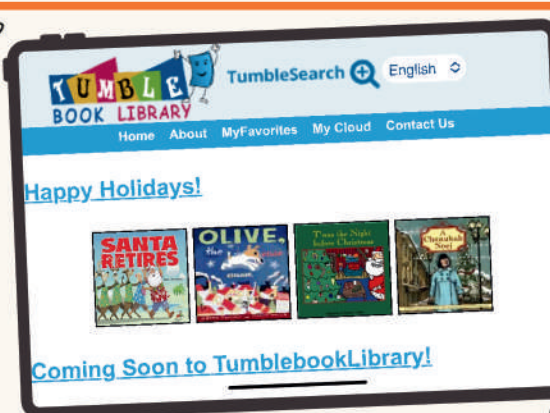 TUMBLE
BOOK LIBRARY
TumbleSearch
English
Home About MyFavorites My Cloud Contact Us
Happy Holidays!
SANTA RETIRES
OLIVE,
the
T'was the Night
before Christmas
A
Chanukah
Noel
Coming Soon to TumblebookLibrary!